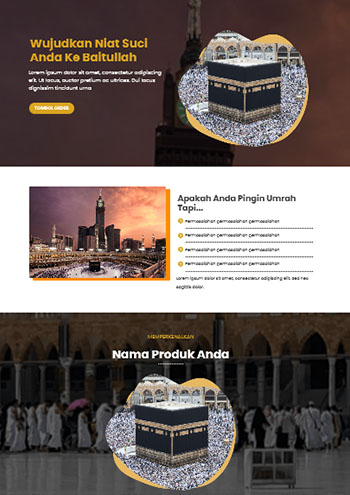 Wujudkan Niat Suci
Anda Ke Baitullah
Lorem ipsum dolor sit amet, consectetur adipiscing
elit. Ut locus, auctor pretium ac ultrices. Dui locus
dignissim tincidunt urna
TOMBOL ORDER
Apakah Anda Pingin Umrah
Tapi...
Permasalahan permasalahan permasalahan
Permasalahan permasalahan permasalahan
Permasalahan permasalahan permasalahan
Permasalahan permasalahan permasalahan
Lorem ipsum dolor sit amet, consectetur adipiscing elit, sed nec
sagittis dolor.
MEMPERKENALKAN
Nama Produk Anda